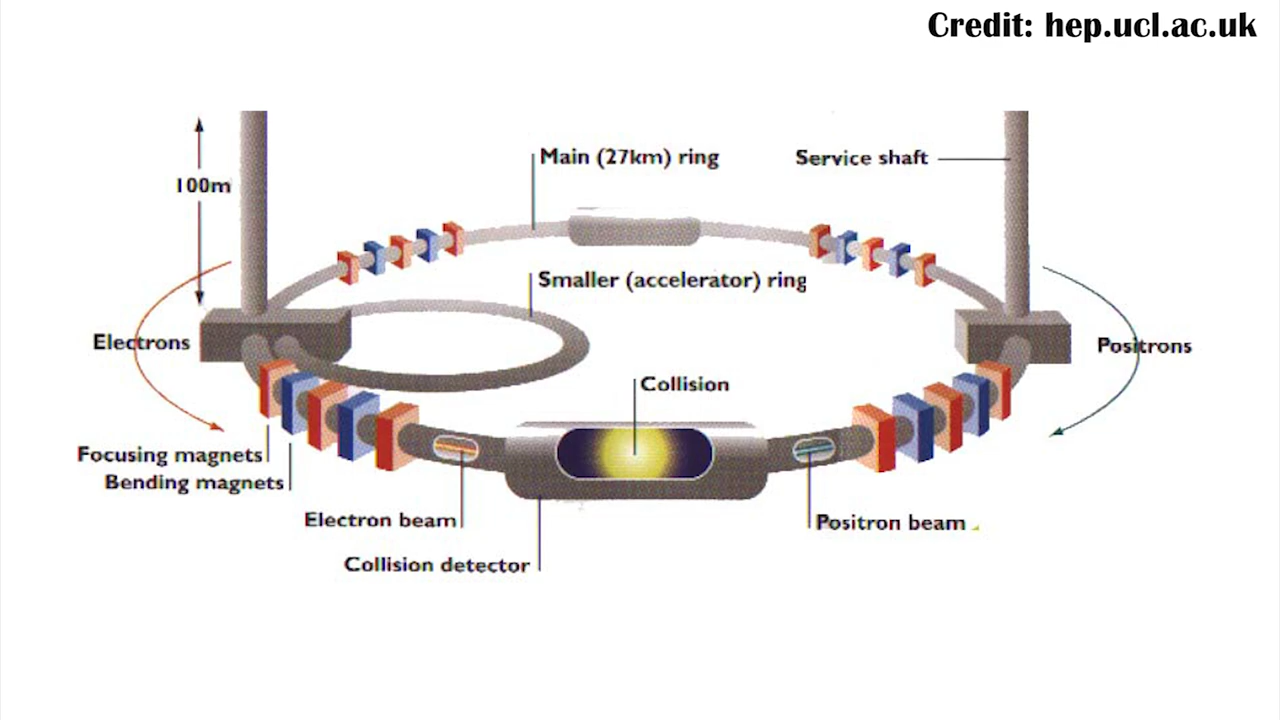 Credit: hep.ucl.ac.uk
Main (27km) ring
Service shaft
100m
Smaller (accelerator) ring
Electrons
Positrons
Collision
Focusing magnets
Bending magnets
Electron beam
Positron beam
Collision detector